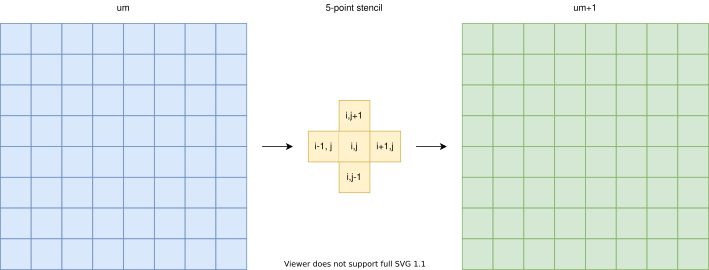 um
5-point stencil
um+1
i,j+1
i-1, j
i,j
i+1,j
i,j-1
Viewer does not support full SVG 1.1